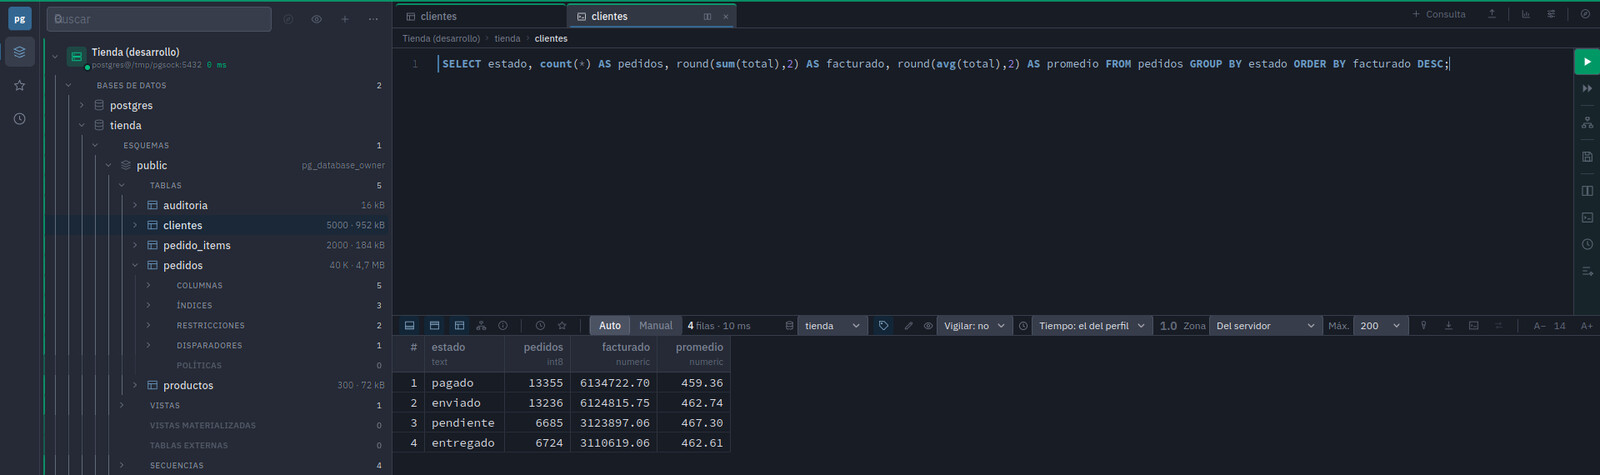 pg
Buscar
Tienda (desarrollo)
postgres@/tmp/pgsock:5432 0 ms
BASES DE DATOS 2
postgres
tienda
ESQUEMAS 1
public pg_database_owner
TABLAS 5
auditoria 16 kB
clientes 5000 · 952 kB
pedido_items 2000 · 184 kB
pedidos 40 K · 4,7 MB
COLUMNAS 5
ÍNDICES 3
RESTRICCIONES 2
DISPARADORES 1
POLÍTICAS 0
productos 300 · 72 kB
VISTAS 1
VISTAS MATERIALIZADAS 0
TABLAS EXTERNAS 0
SECUENCIAS 4
clientes clientes × + Consulta
Tienda (desarrollo) › tienda › clientes
1 SELECT estado, count(*) AS pedidos, round(sum(total),2) AS facturado, round(avg(total),2) AS promedio FROM pedidos GROUP BY estado ORDER BY facturado DESC;
Auto Manual 4 filas · 10 ms tienda Vigilar: no Tiempo: el del perfil 1.0 Zona Del servidor Máx. 200 A− 14 A+
# estado pedidos facturado promedio
text int8 numeric numeric
1 pagado 13355 6134722.70 459.36
2 enviado 13236 6124815.75 462.74
3 pendiente 6685 3123897.06 467.30
4 entregado 6724 3110619.06 462.61